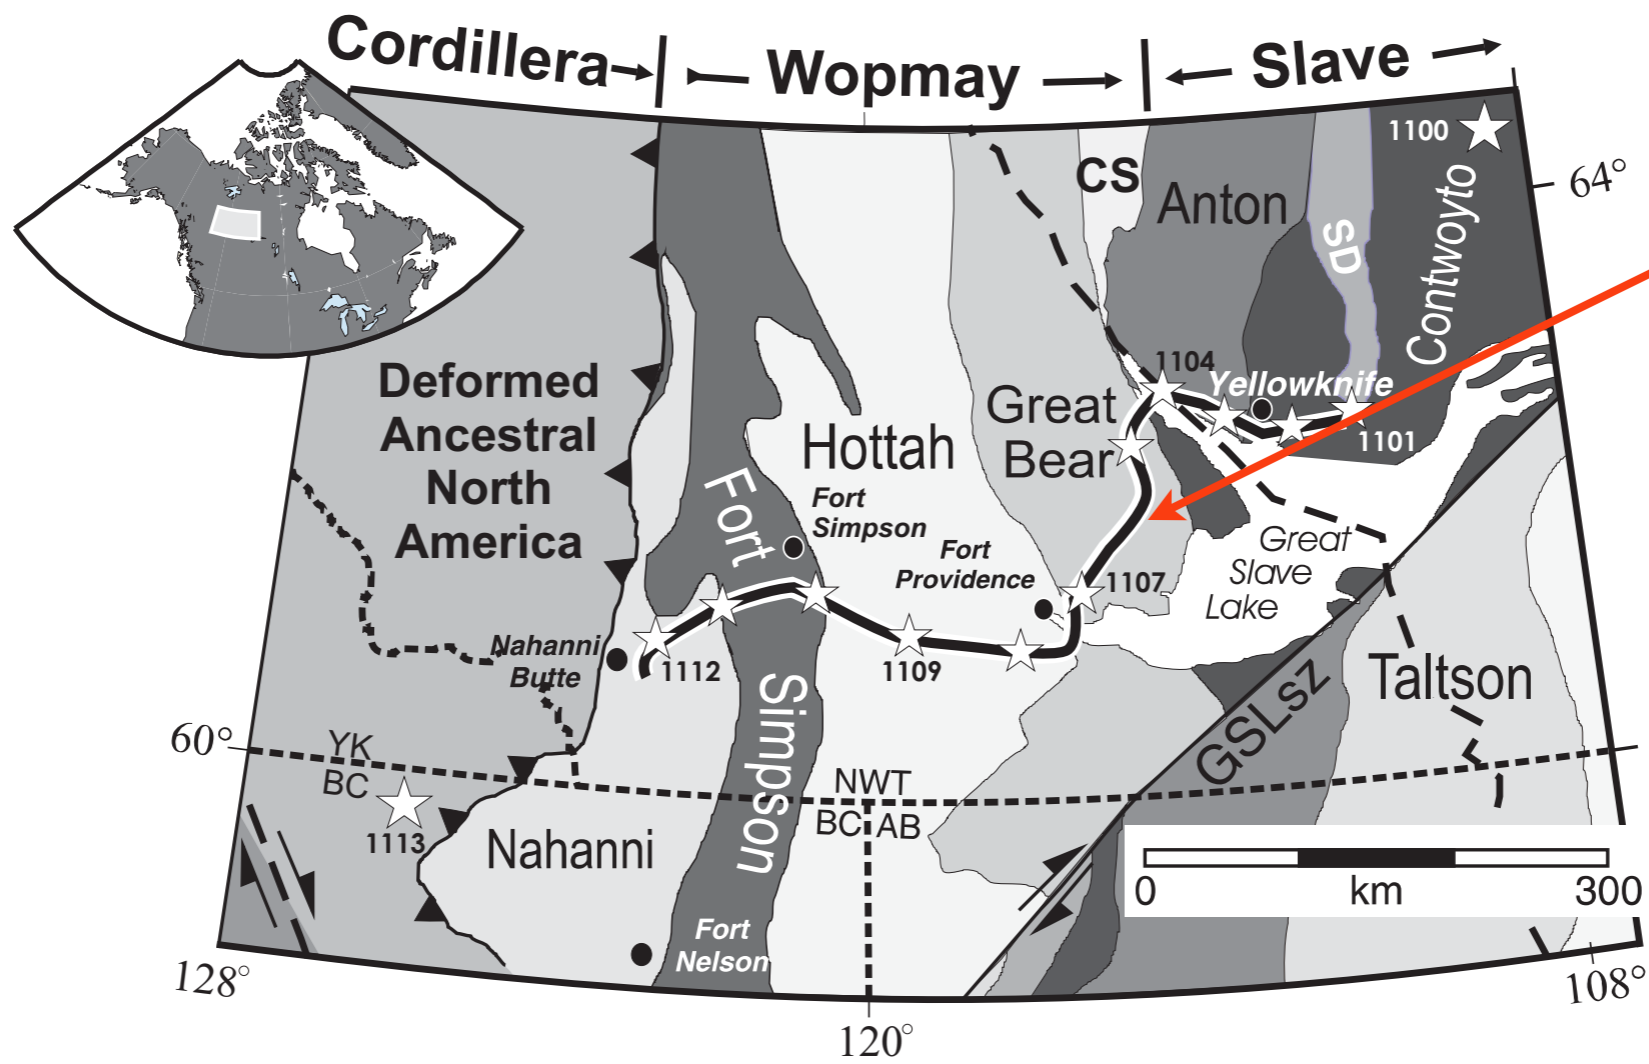 Cordillera
Wopmay
Slave
1100
64°
CS
Anton
SD
Contwoyto
1104
Yellowknife
1101
Deformed
Ancestral
North
America
Great
Bear
Hottah
Fort
Fort
Simpson
Fort
Providence
Great
Slave
Lake
1107
Nahanni
Butte
1112
1109
Simpson
Taltson
GSLsz
60°
YK
BC
NWT
BC
AB
1113
Nahanni
0
km
300
Fort
Nelson
128°
120°
108°